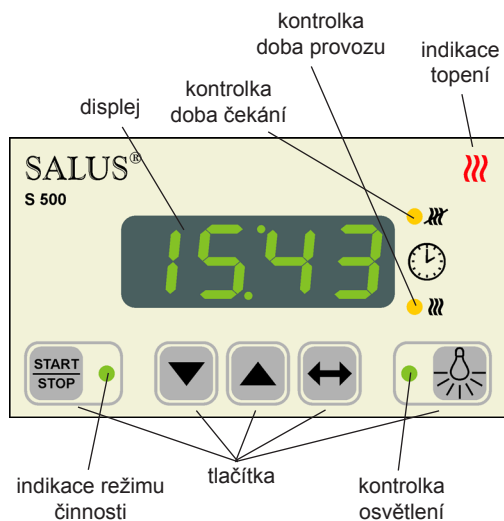 kontrolka
doba provozu
indikace
topení
kontrolka
doba čekání
displej
SALUS®
S 500
15:43
START
STOP
tlačítka
indikace režimu
činnosti
kontrolka
osvětlení